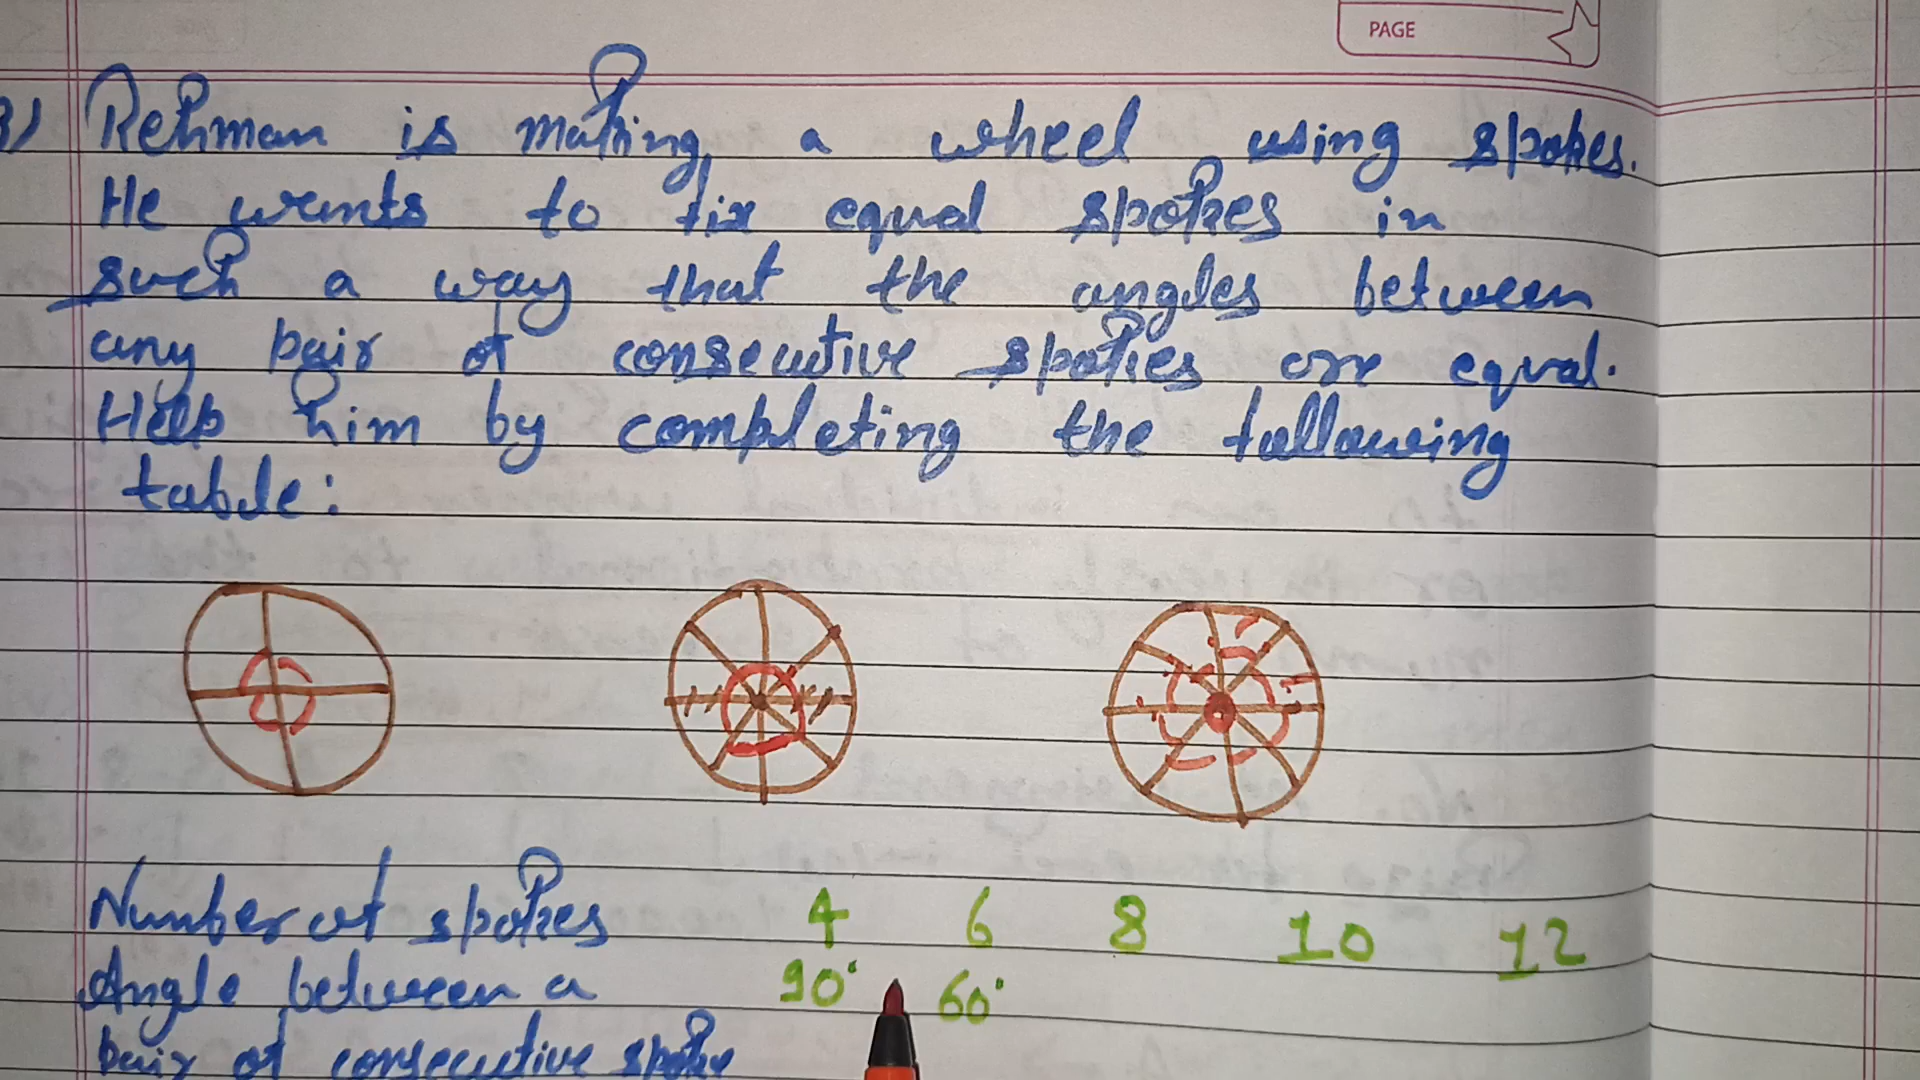 PAGE
3) Rehman is making a wheel using spokes.
He wants to fix equal spokes in
such a way that the angles between
any pair of consecutive spokes are equal.
Help him by completing the following
table:
Number of spokes 4 6 8 10 12
Angle between a 90° 60°
pair of consecutive spoke